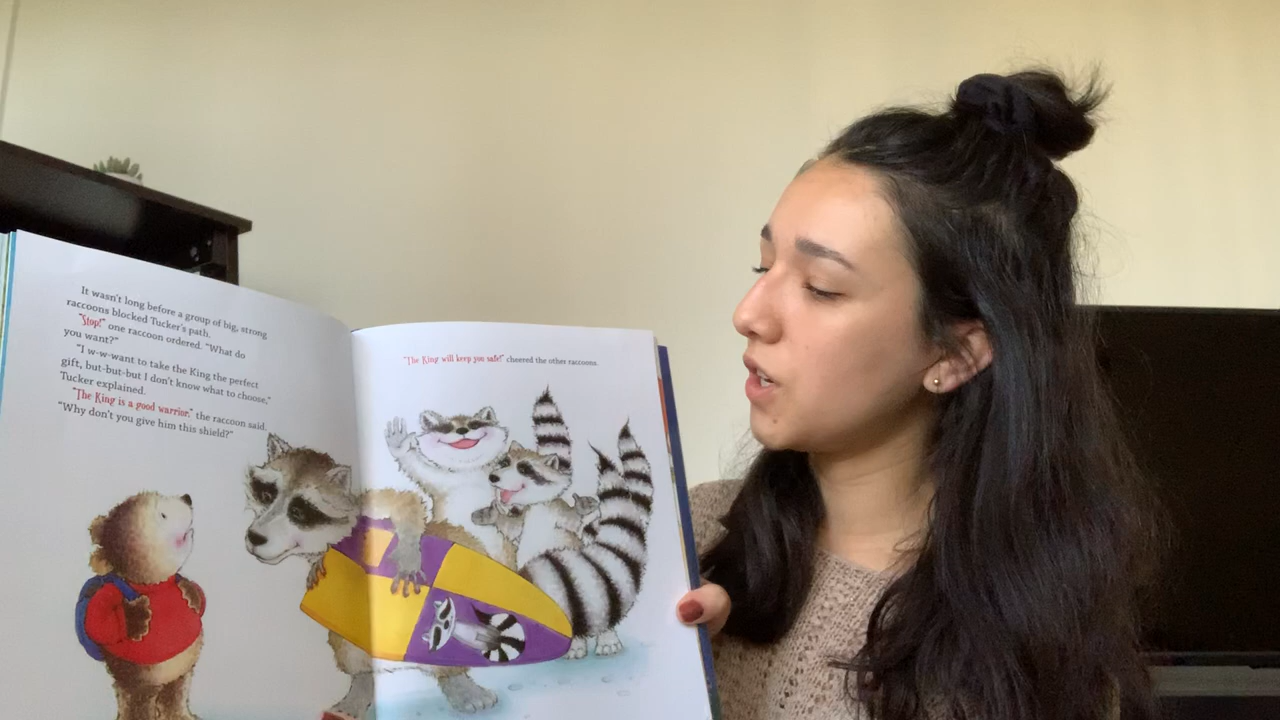 It wasn't long before a group of big, strong
raccoons blocked Tucker's path.
"Stop!" one raccoon ordered. "What do
you want?"
"I w-w-want to take the King the perfect
gift, but-but-but I don't know what to choose,"
Tucker explained.
"The King is a good warrior," the raccoon said.
"Why don't you give him this shield?"
"The King will keep you safe!" cheered the other raccoons.